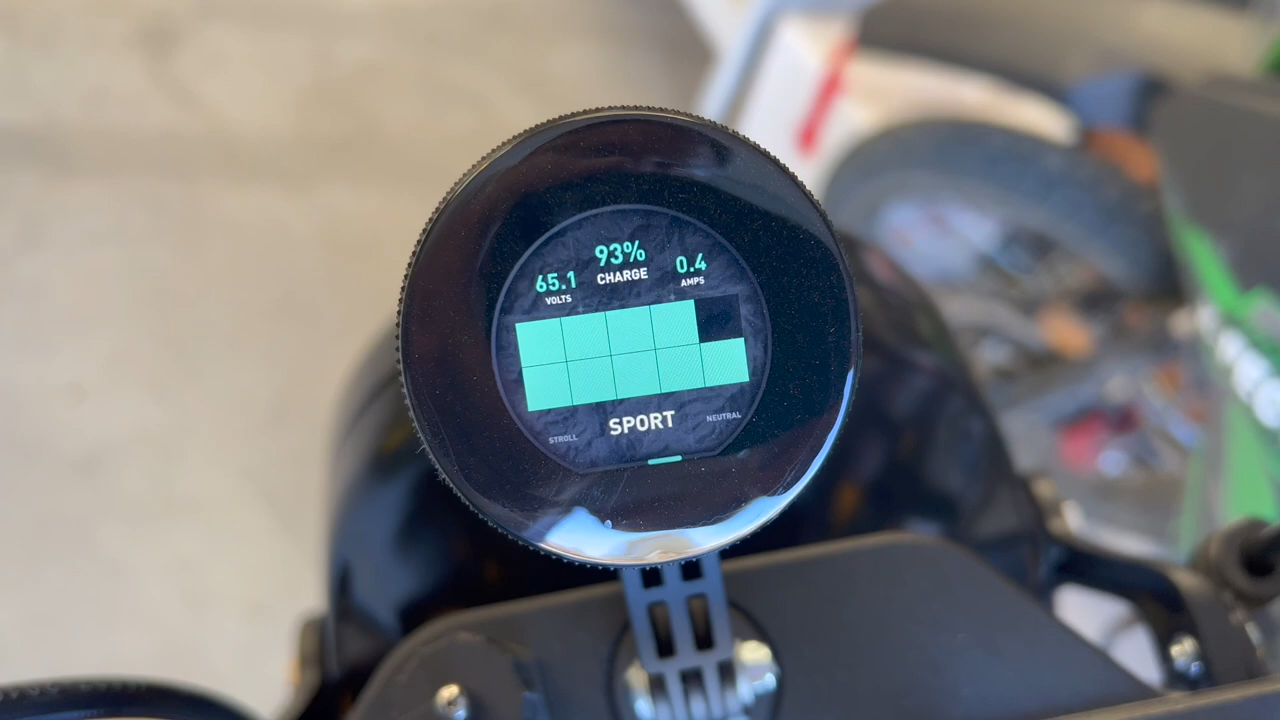 93%
CHARGE
65.1
VOLTS
0.4
AMPS
SPORT
STROLL
NEUTRAL